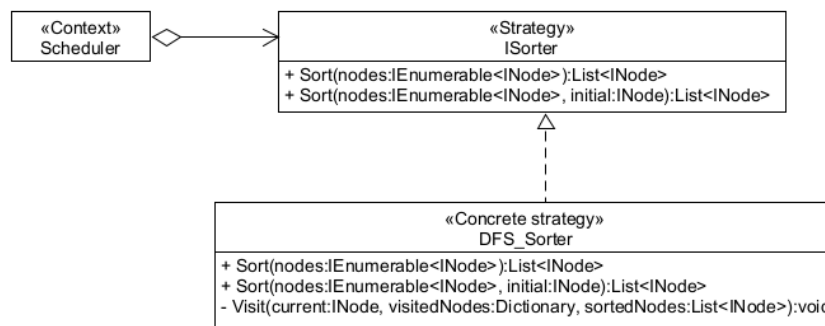 «Context»
Scheduler
«Strategy»
ISorter
+ Sort(nodes:IEnumerable<INode>):List<INode>
+ Sort(nodes:IEnumerable<INode>, initial:INode):List<INode>
«Concrete strategy»
DFS_Sorter
+ Sort(nodes:IEnumerable<INode>):List<INode>
+ Sort(nodes:IEnumerable<INode>, initial:INode):List<INode>
- Visit(current:INode, visitedNodes:Dictionary, sortedNodes:List<INode>):void